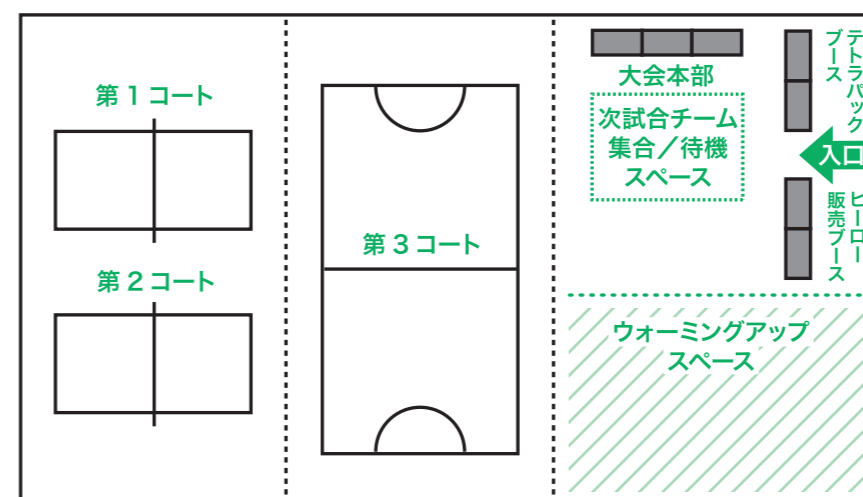 第1コート
第2コート
第3コート
大会本部
次試合チーム
集合／待機
スペース
テトラパック
ブース
入口
ヒーロー
販売ブース
ウォーミングアップ
スペース